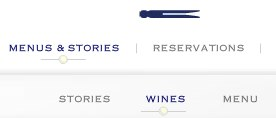 MENUS & STORIES | RESERVATIONS |
STORIES WINES MENU